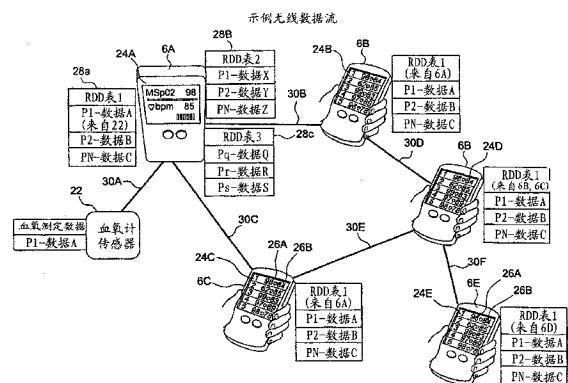 示例无线数据流
6A
24A
28B
28a
RDD表1
P1-数据A
(来自22)
P2-数据B
PN-数据C
MSpO2 98
▽bpm 85
RDD表2
P1-数据X
P2-数据Y
PN-数据Z
RDD表3
28c
Pq-数据Q
Pr-数据R
Ps-数据S
30B
24B
6B
RDD表1
(来自6A)
P1-数据A
P2-数据B
PN-数据C
30D
6B
24D
RDD表1
(来自6B, 6C)
P1-数据A
P2-数据B
PN-数据C
22
30A
血氧测定数据
P1-数据A
血氧计
传感器
30C
30E
24C
6C
26A
26B
RDD表1
(来自6A)
P1-数据A
P2-数据B
PN-数据C
30F
24E
6E
26A
26B
RDD表1
(来自6D)
P1-数据A
P2-数据B
PN-数据C